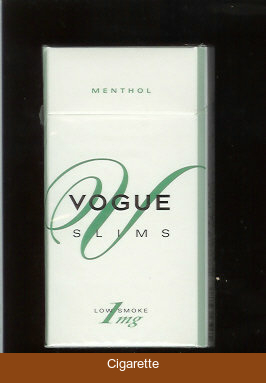 MENTHOL
VOGUE
SLIMS
LOW SMOKE
1mg
Cigarette